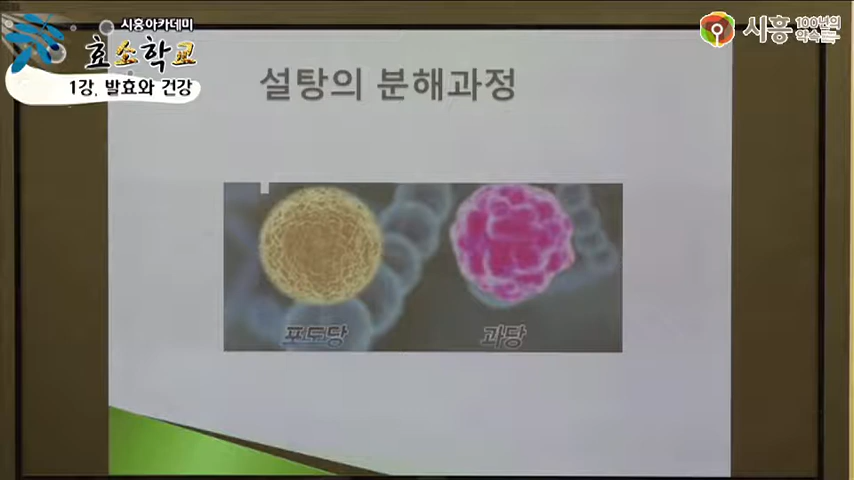 시흥아카데미
효소학교
1강. 발효와 건강
시흥 100년의
약속
설탕의 분해과정
포도당
과당